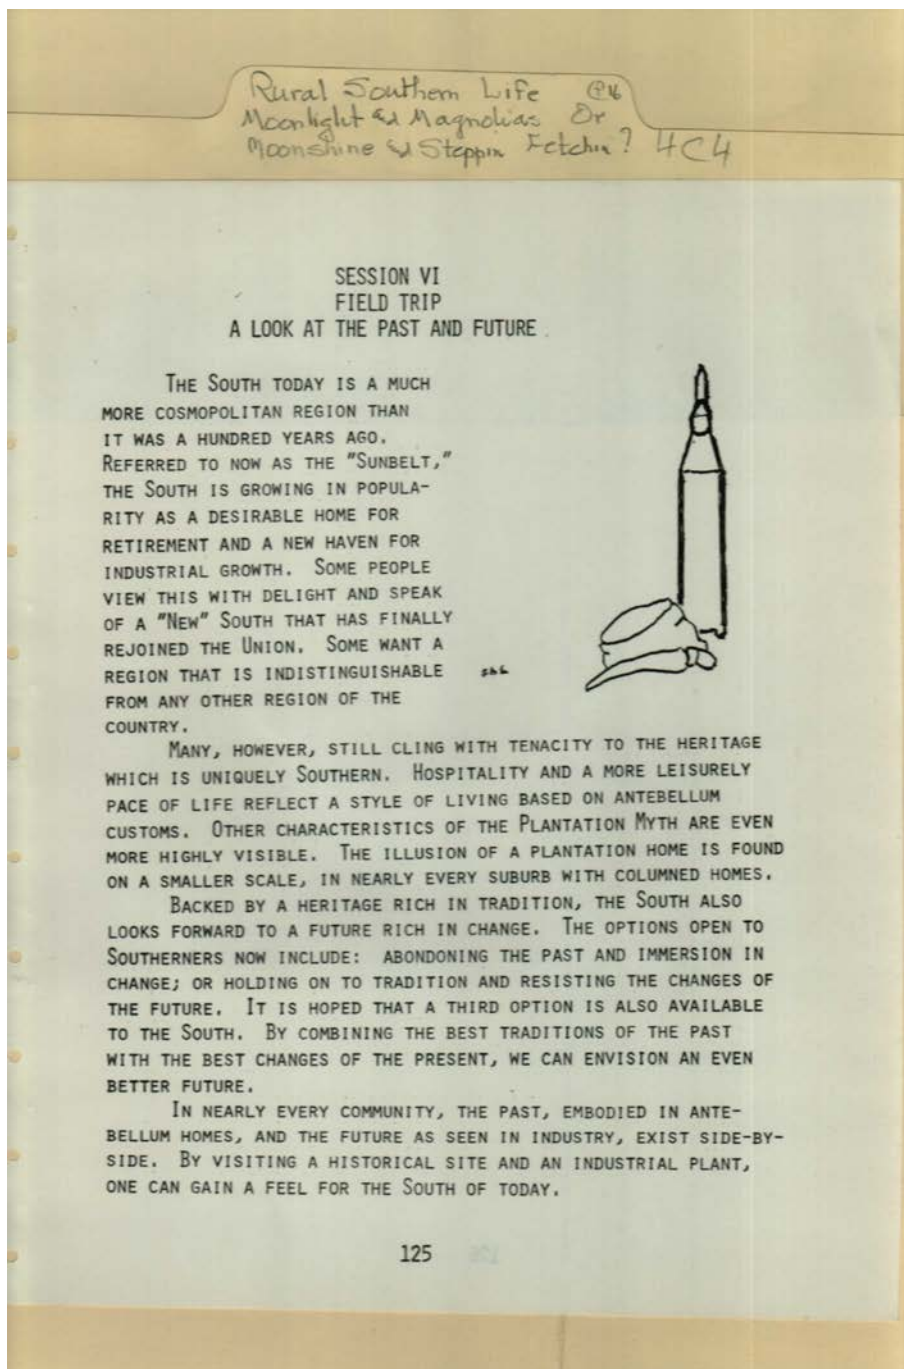 Rural Southern Life
Moonlight & Magnolias Or
Moonshine & Steppin Fetchin? 4C4
SESSION VI
FIELD TRIP
A LOOK AT THE PAST AND FUTURE
THE SOUTH TODAY IS A MUCH
MORE COSMOPOLITAN REGION THAN
IT WAS A HUNDRED YEARS AGO.
REFERRED TO NOW AS THE "SUNBELT,"
THE SOUTH IS GROWING IN POPULA-
RITY AS A DESIRABLE HOME FOR
RETIREMENT AND A NEW HAVEN FOR
INDUSTRIAL GROWTH. SOME PEOPLE
VIEW THIS WITH DELIGHT AND SPEAK
OF A "NEW" SOUTH THAT HAS FINALLY
REJOINED THE UNION. SOME WANT A
REGION THAT IS INDISTINGUISHABLE
FROM ANY OTHER REGION OF THE
COUNTRY.
MANY, HOWEVER, STILL CLING WITH TENACITY TO THE HERITAGE
WHICH IS UNIQUELY SOUTHERN. HOSPITALITY AND A MORE LEISURELY
PACE OF LIFE REFLECT A STYLE OF LIVING BASED ON ANTEBELLUM
CUSTOMS. OTHER CHARACTERISTICS OF THE PLANTATION MYTH ARE EVEN
MORE HIGHLY VISIBLE. THE ILLUSION OF A PLANTATION HOME IS FOUND
ON A SMALLER SCALE, IN NEARLY EVERY SUBURB WITH COLUMNED HOMES.
BACKED BY A HERITAGE RICH IN TRADITION, THE SOUTH ALSO
LOOKS FORWARD TO A FUTURE RICH IN CHANGE. THE OPTIONS OPEN TO
SOUTHERNERS NOW INCLUDE: ABONDONING THE PAST AND IMMERSION IN
CHANGE; OR HOLDING ON TO TRADITION AND RESISTING THE CHANGES OF
THE FUTURE. IT IS HOPED THAT A THIRD OPTION IS ALSO AVAILABLE
TO THE SOUTH. BY COMBINING THE BEST TRADITIONS OF THE PAST
WITH THE BEST CHANGES OF THE PRESENT, WE CAN ENVISION AN EVEN
BETTER FUTURE.
IN NEARLY EVERY COMMUNITY, THE PAST, EMBODIED IN ANTE-
BELLUM HOMES, AND THE FUTURE AS SEEN IN INDUSTRY, EXIST SIDE-BY-
SIDE. BY VISITING A HISTORICAL SITE AND AN INDUSTRIAL PLANT,
ONE CAN GAIN A FEEL FOR THE SOUTH OF TODAY.
125